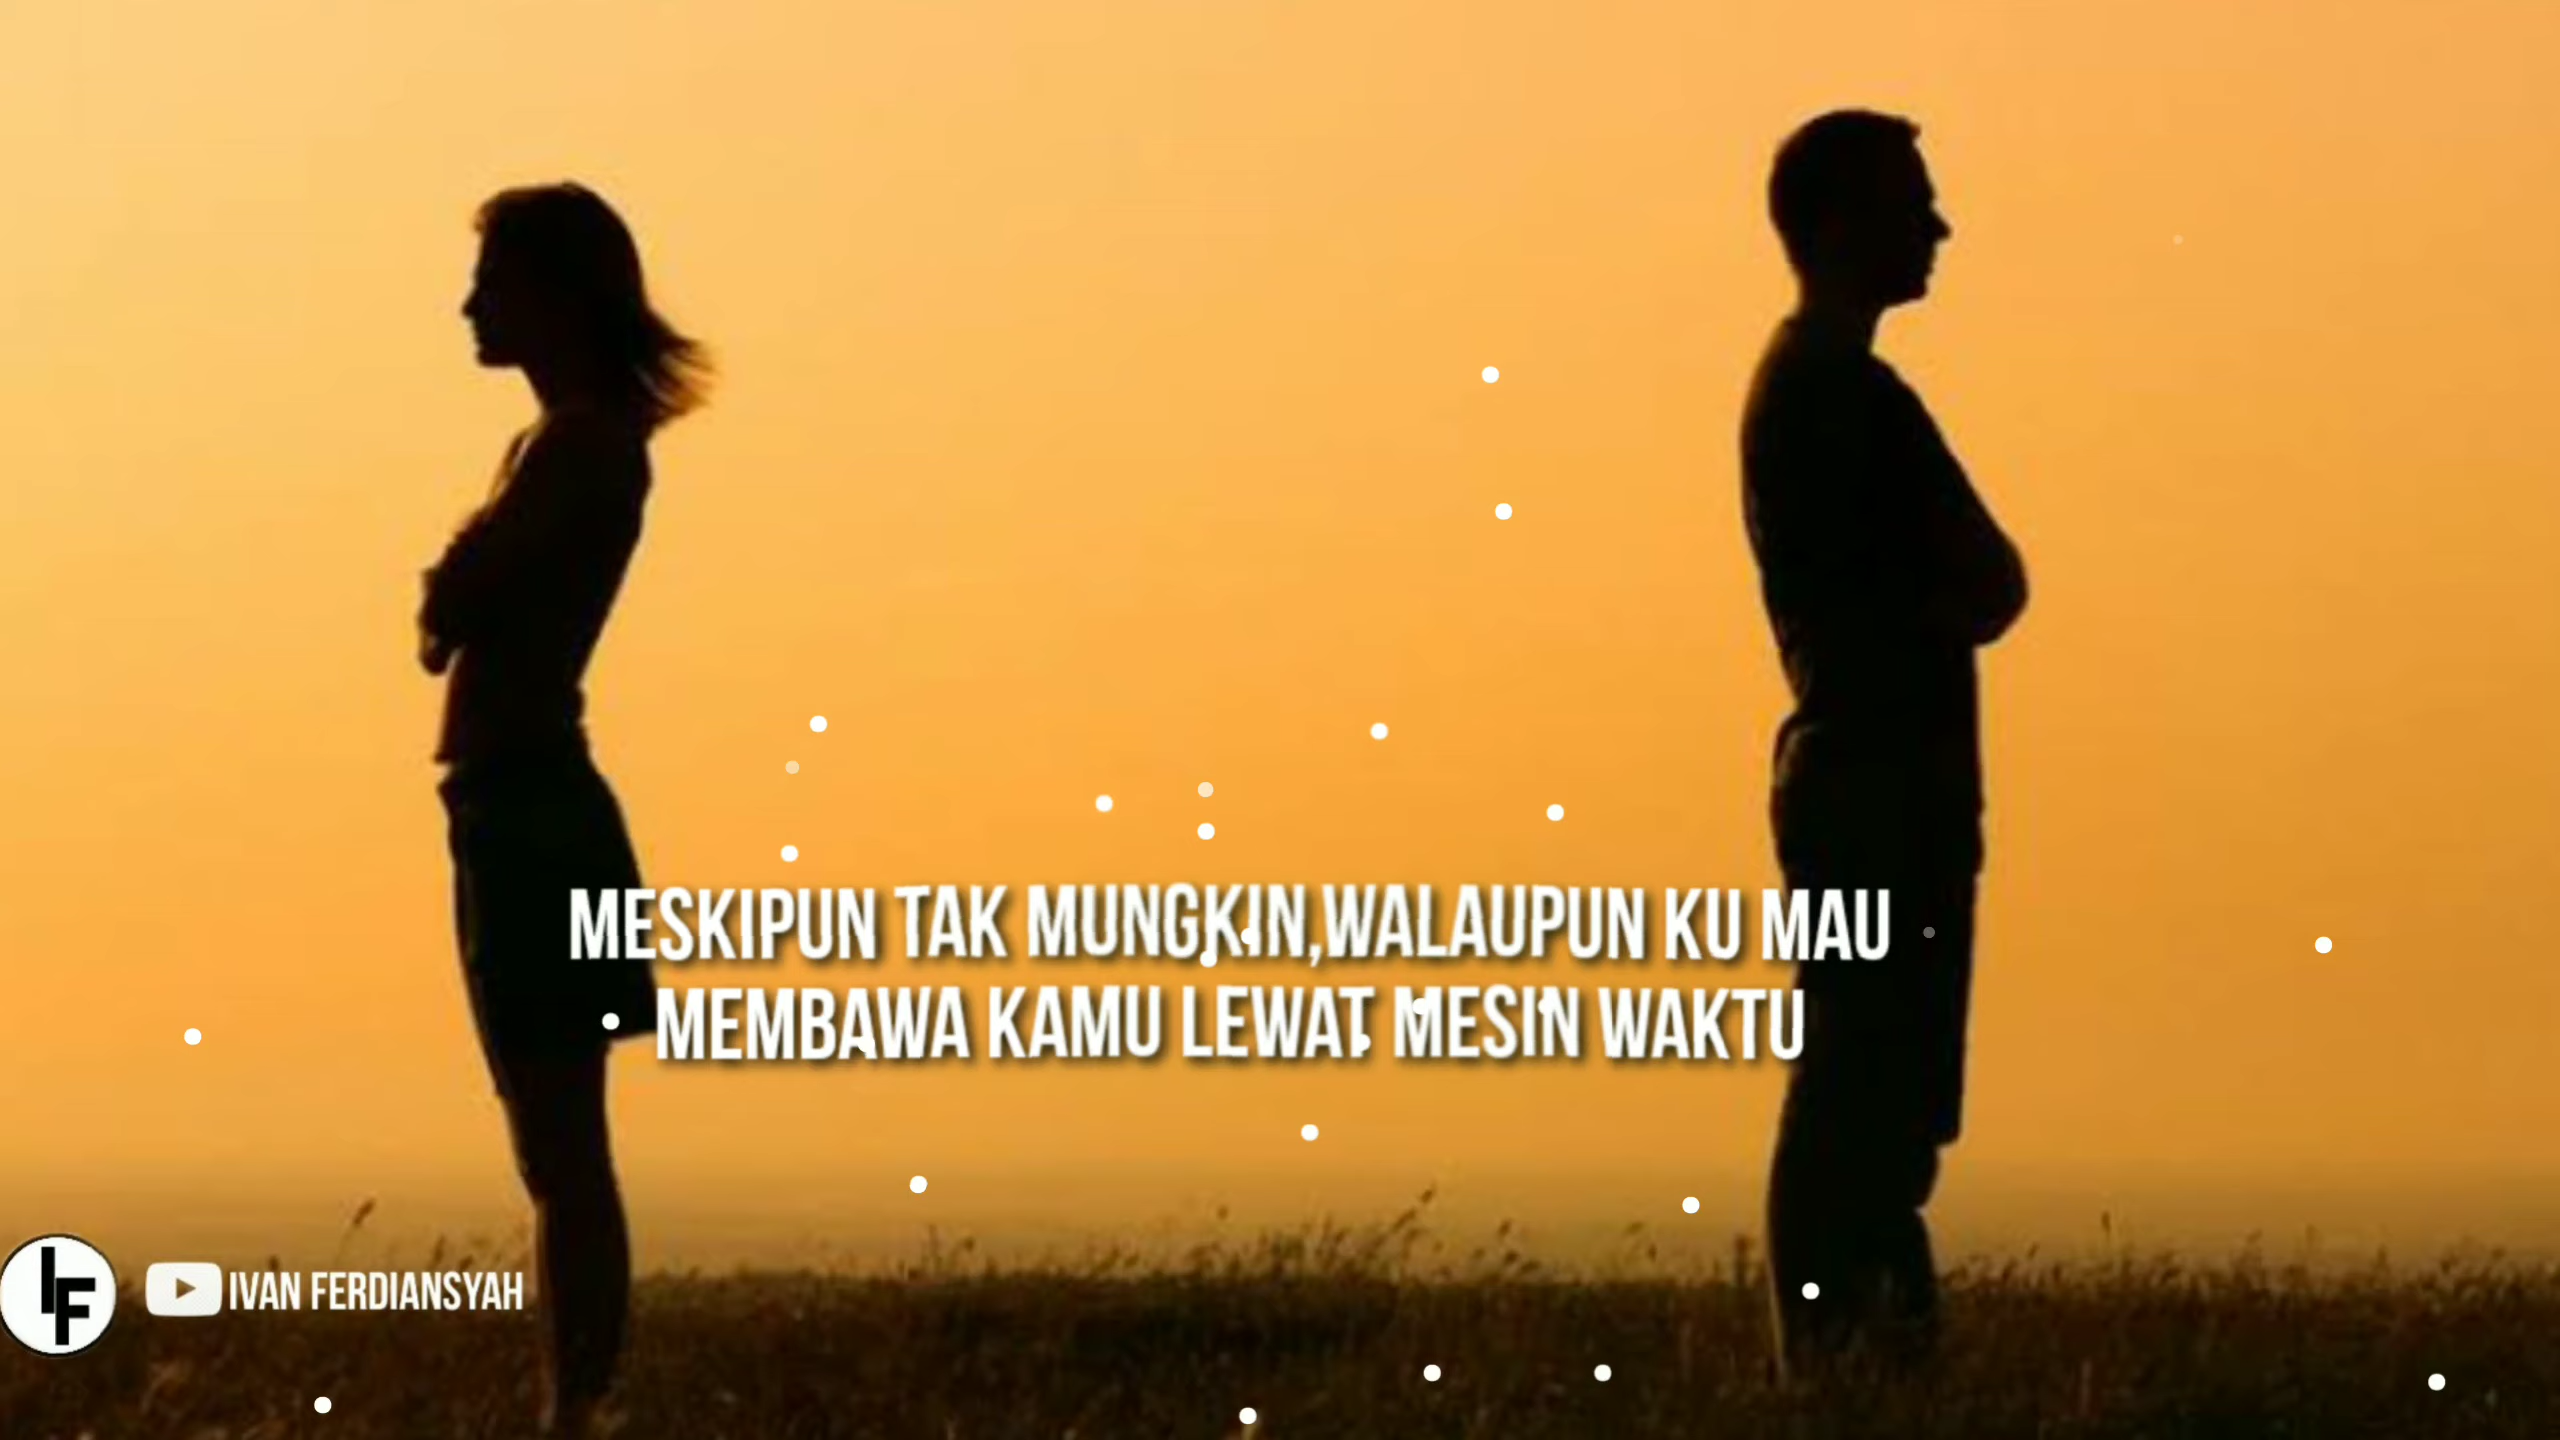 MESKIPUN TAK MUNGKIN,WALAUPUN KU MAU
MEMBAWA KAMU LEWAT MESIN WAKTU
IF
IVAN FERDIANSYAH